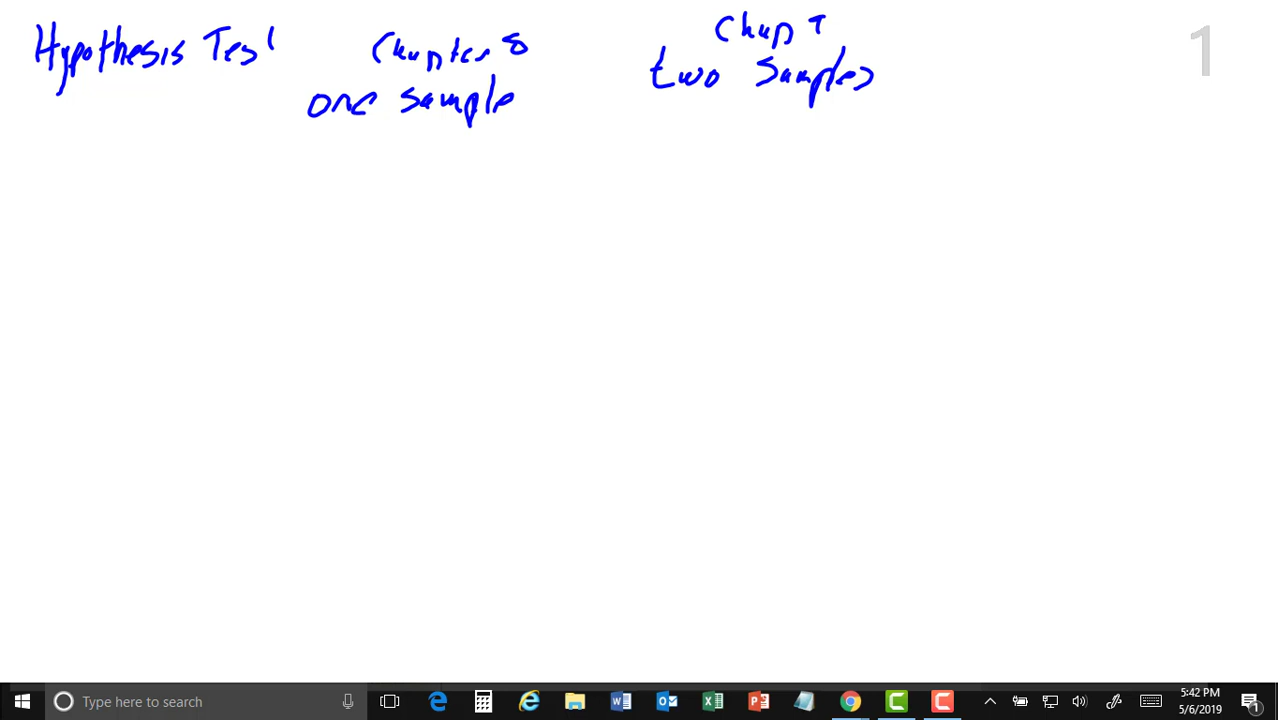 Hypothesis Test
Chapter 8
one sample
Chap 9
two samples
1
Type here to search
5:42 PM
5/6/2019